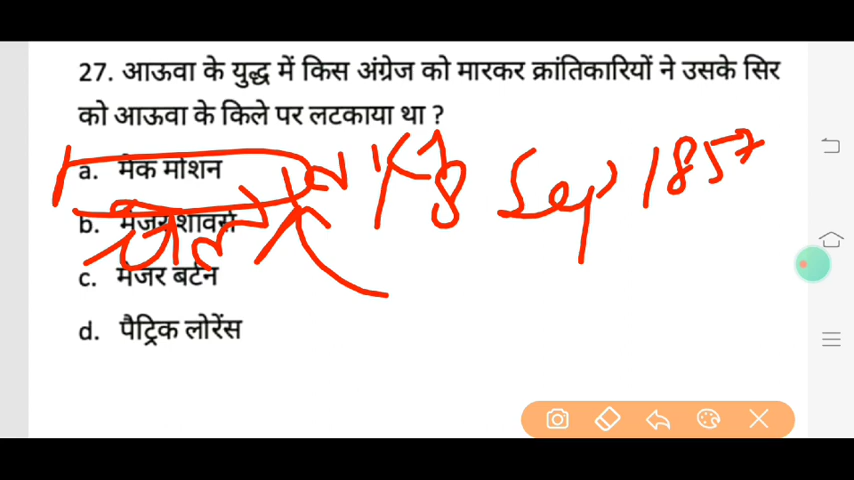 27. आऊवा के युद्ध में किस अंग्रेज को मारकर क्रांतिकारियों ने उसके सिर
को आऊवा के किले पर लटकाया था ?
a. मेक मोशन
18 Sep 1857
b. मेजर शावर्स
c. मेजर बर्टन
d. पैट्रिक लोरेंस